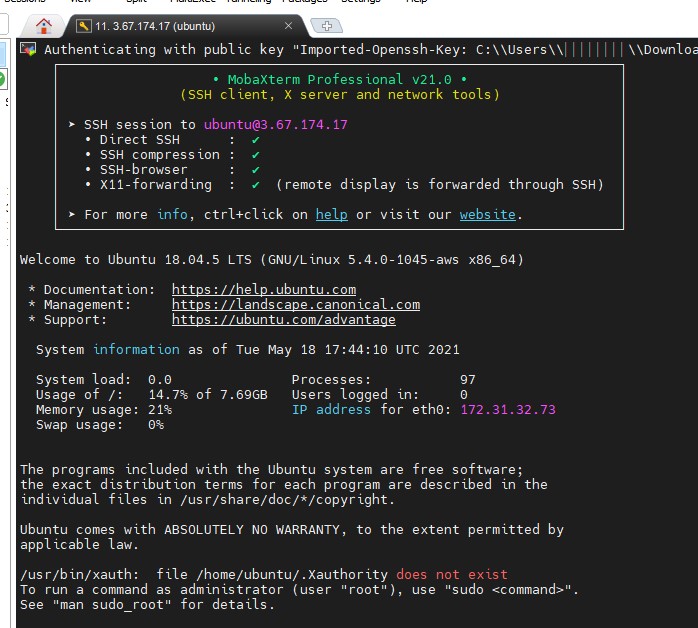 Sessions View Split MultiExec Tunneling Packages Settings Help
11. 3.67.174.17 (ubuntu)
Authenticating with public key "Imported-Openssh-Key: C:\\Users\\ \\Downloa
• MobaXterm Professional v21.0 •
(SSH client, X server and network tools)
➤ SSH session to ubuntu@3.67.174.17
• Direct SSH : ✔
• SSH compression : ✔
• SSH-browser : ✔
• X11-forwarding : ✔ (remote display is forwarded through SSH)
➤ For more info, ctrl+click on help or visit our website.
Welcome to Ubuntu 18.04.5 LTS (GNU/Linux 5.4.0-1045-aws x86_64)
* Documentation: https://help.ubuntu.com
* Management: https://landscape.canonical.com
* Support: https://ubuntu.com/advantage
System information as of Tue May 18 17:44:10 UTC 2021
System load: 0.0 Processes: 97
Usage of /: 14.7% of 7.69GB Users logged in: 0
Memory usage: 21% IP address for eth0: 172.31.32.73
Swap usage: 0%
The programs included with the Ubuntu system are free software;
the exact distribution terms for each program are described in the
individual files in /usr/share/doc/*/copyright.
Ubuntu comes with ABSOLUTELY NO WARRANTY, to the extent permitted by
applicable law.
/usr/bin/xauth: file /home/ubuntu/.Xauthority does not exist
To run a command as administrator (user "root"), use "sudo <command>".
See "man sudo_root" for details.